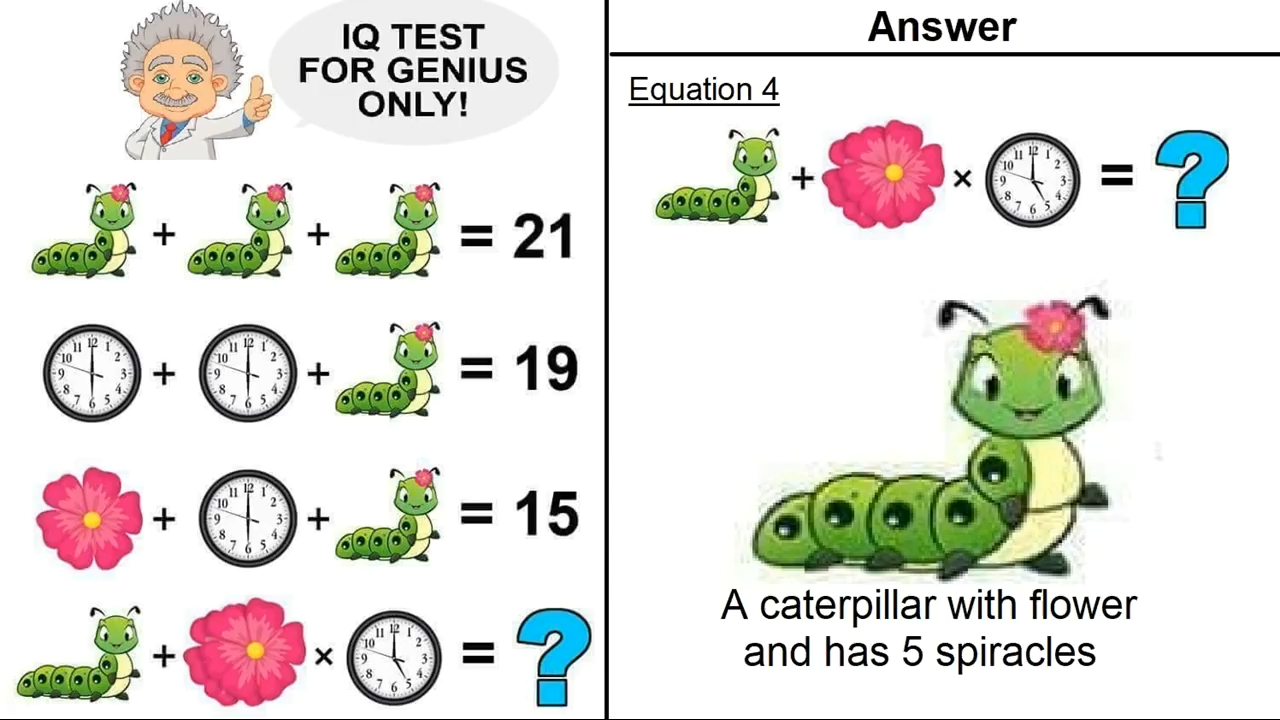 IQ TEST
FOR GENIUS
ONLY!
+ + = 21
+ + = 19
+ + = 15
+ × = ?
Answer
Equation 4
+ × = ?
A caterpillar with flower
and has 5 spiracles